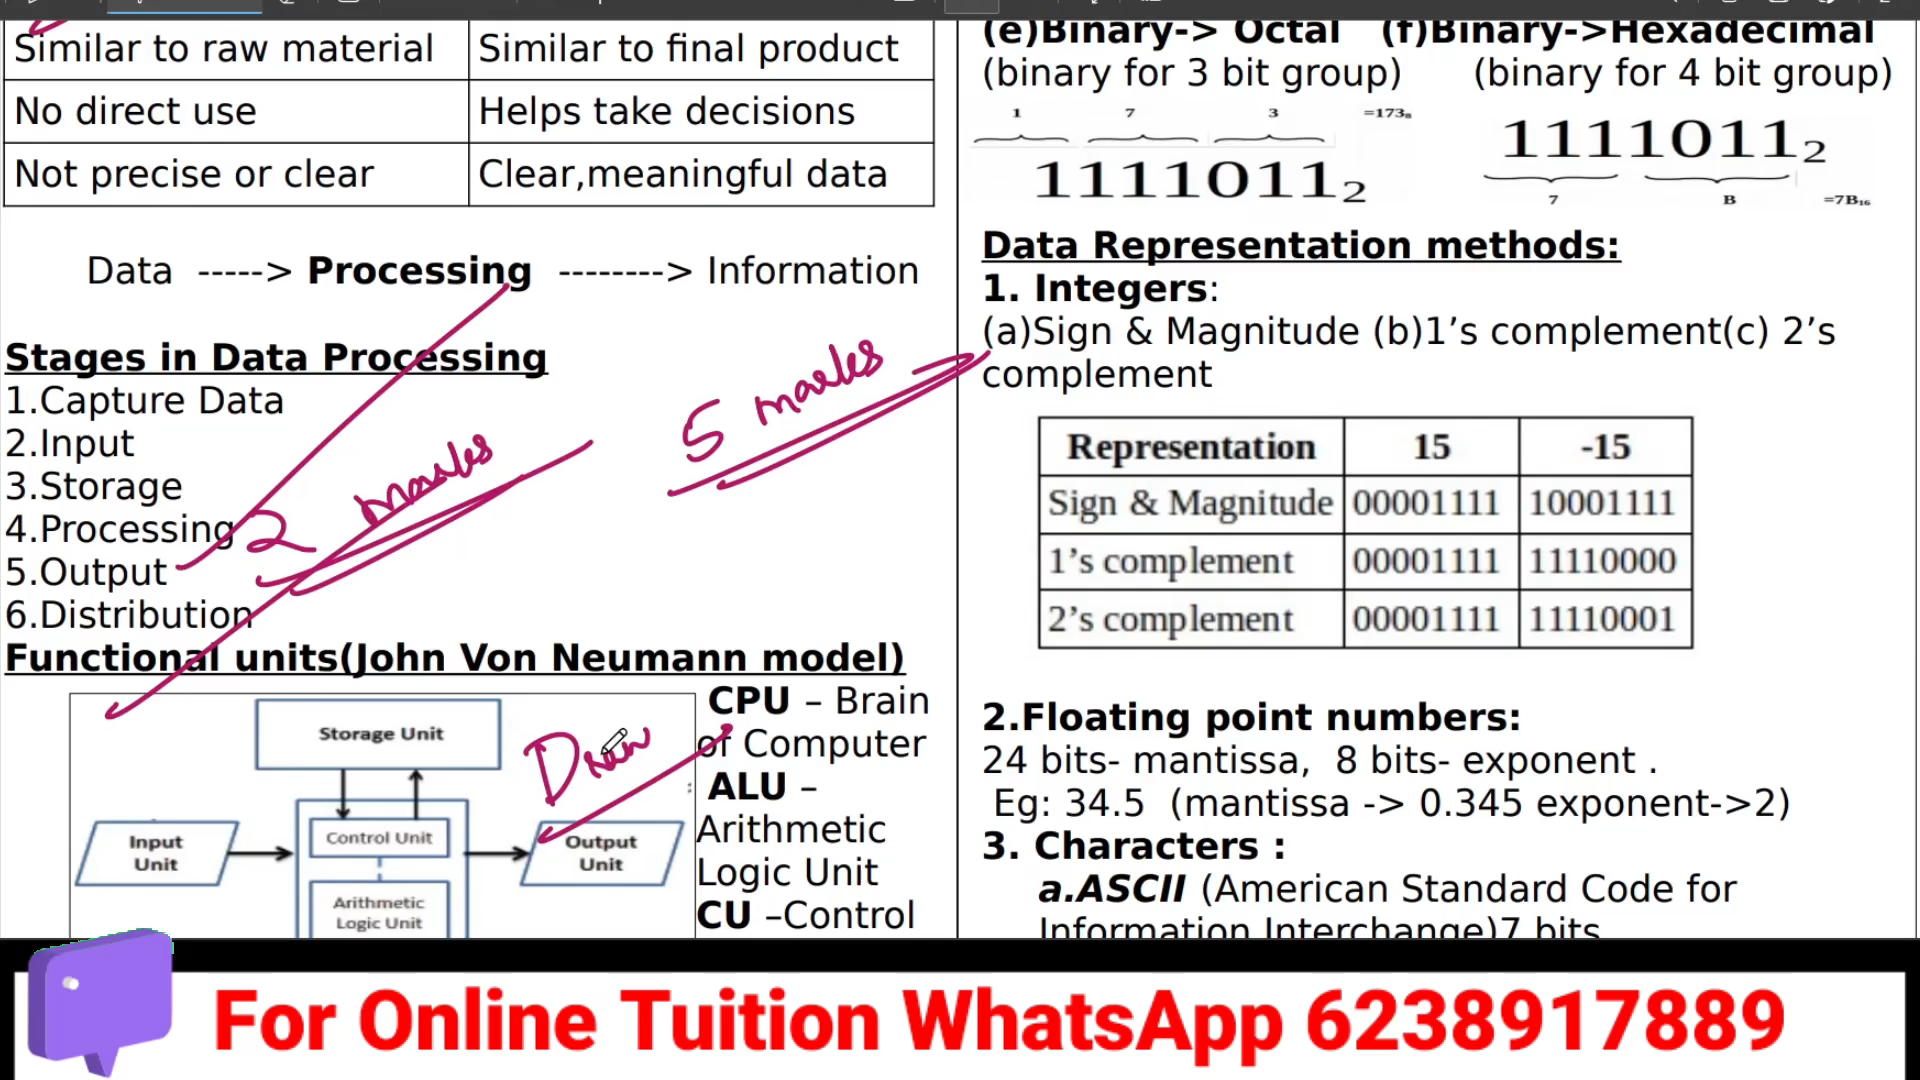 Similar to raw material Similar to final product
No direct use Helps take decisions
Not precise or clear Clear,meaningful data
Data -----> Processing --------> Information
Stages in Data Processing
1.Capture Data
2.Input
3.Storage
4.Processing
5.Output
6.Distribution
2 marks
5 marks
Functional units(John Von Neumann model)
Storage Unit
Draw
Input
Unit
Control Unit
Output
Unit
Arithmetic
Logic Unit
CPU – Brain
of Computer
ALU –
Arithmetic
Logic Unit
CU –Control
(e)Binary-> Octal (f)Binary->Hexadecimal
(binary for 3 bit group) (binary for 4 bit group)
1 7 3 =173₈
1111011₂
1111011₂
7 B =7B₁₆
Data Representation methods:
1. Integers:
(a)Sign & Magnitude (b)1’s complement(c) 2’s
complement
Representation 15 -15
Sign & Magnitude 00001111 10001111
1’s complement 00001111 11110000
2’s complement 00001111 11110001
2.Floating point numbers:
24 bits- mantissa, 8 bits- exponent .
Eg: 34.5 (mantissa -> 0.345 exponent->2)
3. Characters :
a.ASCII (American Standard Code for
Information Interchange)7 bits
For Online Tuition WhatsApp 6238917889